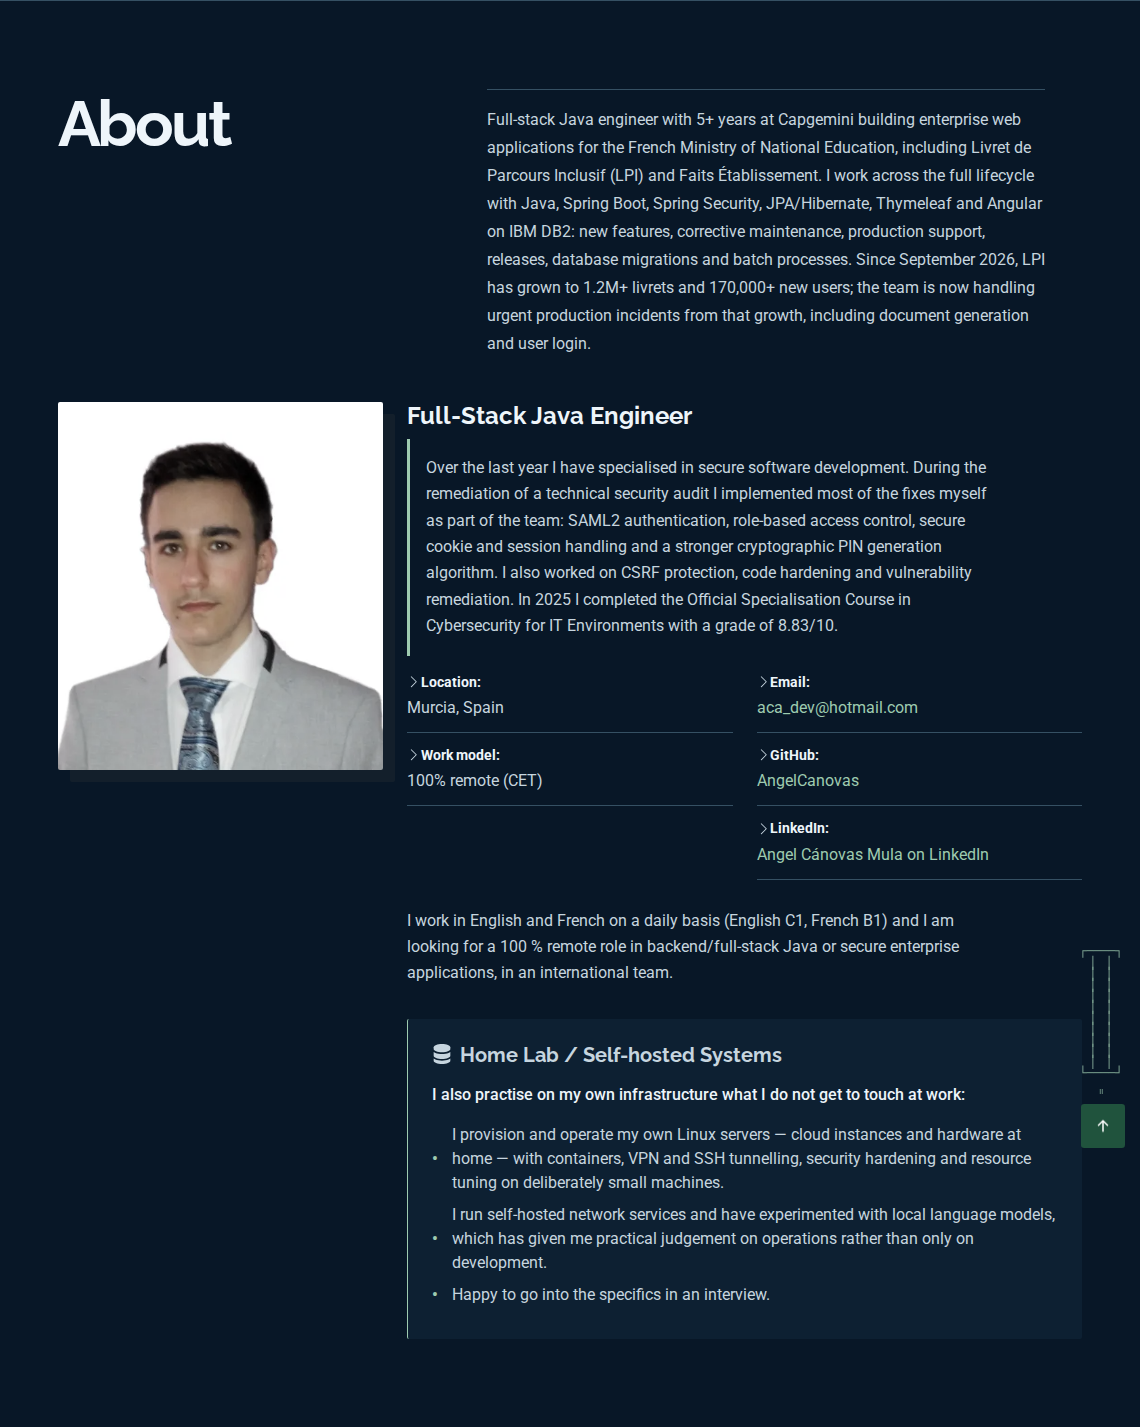 About
Full-stack Java engineer with 5+ years at Capgemini building enterprise web
applications for the French Ministry of National Education, including Livret de
Parcours Inclusif (LPI) and Faits Établissement. I work across the full lifecycle
with Java, Spring Boot, Spring Security, JPA/Hibernate, Thymeleaf and Angular
on IBM DB2: new features, corrective maintenance, production support,
releases, database migrations and batch processes. Since September 2026, LPI
has grown to 1.2M+ livrets and 170,000+ new users; the team is now handling
urgent production incidents from that growth, including document generation
and user login.
Full-Stack Java Engineer
Over the last year I have specialised in secure software development. During the
remediation of a technical security audit I implemented most of the fixes myself
as part of the team: SAML2 authentication, role-based access control, secure
cookie and session handling and a stronger cryptographic PIN generation
algorithm. I also worked on CSRF protection, code hardening and vulnerability
remediation. In 2025 I completed the Official Specialisation Course in
Cybersecurity for IT Environments with a grade of 8.83/10.
Location:
Murcia, Spain
Work model:
100% remote (CET)
Email:
aca_dev@hotmail.com
GitHub:
AngelCanovas
LinkedIn:
Angel Cánovas Mula on LinkedIn
I work in English and French on a daily basis (English C1, French B1) and I am
looking for a 100 % remote role in backend/full-stack Java or secure enterprise
applications, in an international team.
Home Lab / Self-hosted Systems
I also practise on my own infrastructure what I do not get to touch at work:
I provision and operate my own Linux servers — cloud instances and hardware at
• home — with containers, VPN and SSH tunnelling, security hardening and resource
tuning on deliberately small machines.
I run self-hosted network services and have experimented with local language models,
• which has given me practical judgement on operations rather than only on
development.
• Happy to go into the specifics in an interview.